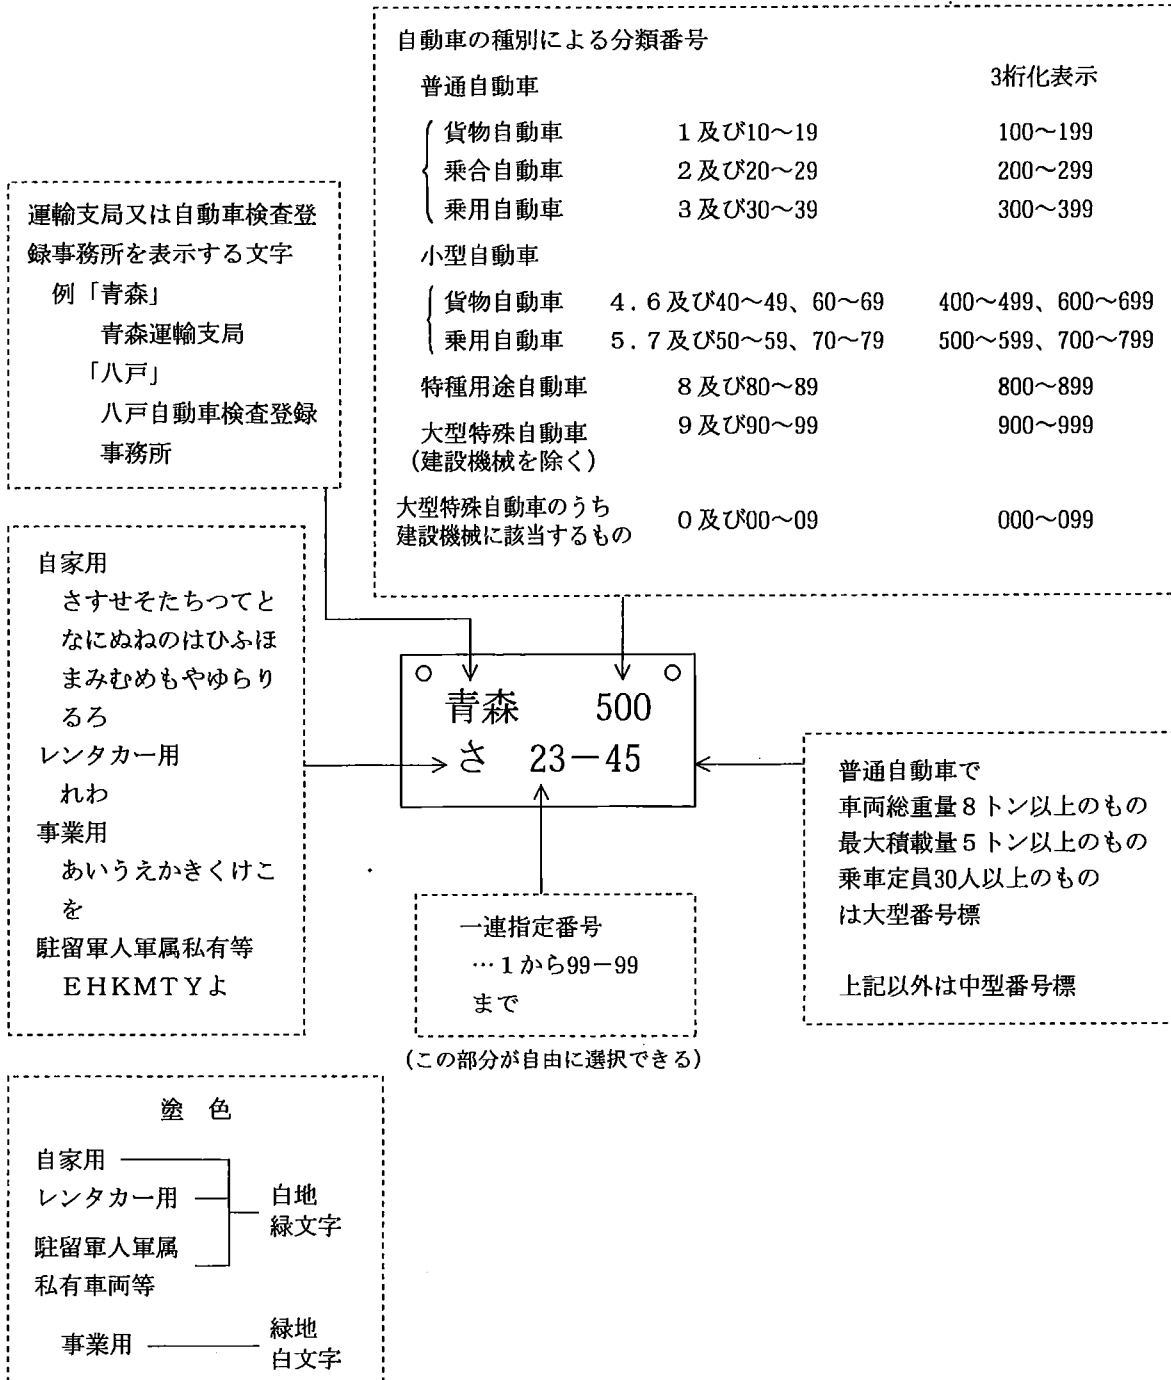 自動車の種別による分類番号
普通自動車 3桁化表示
貨物自動車 1及び10〜19 100〜199
乗合自動車 2及び20〜29 200〜299
乗用自動車 3及び30〜39 300〜399
小型自動車
貨物自動車 4.6及び40〜49、60〜69 400〜499、600〜699
乗用自動車 5.7及び50〜59、70〜79 500〜599、700〜799
特種用途自動車 8及び80〜89 800〜899
大型特殊自動車 9及び90〜99 900〜999
(建設機械を除く)
大型特殊自動車のうち
建設機械に該当するもの 0及び00〜09 000〜099
運輸支局又は自動車検査登
録事務所を表示する文字
例「青森」
青森運輸支局
「八戸」
八戸自動車検査登録
事務所
自家用
さすせそたちつてと
なにぬねのはひふほ
まみむめもやゆらり
るろ
レンタカー用
れわ
事業用
あいうえかきくけこ
を
駐留軍人軍属私有等
EHKMTYよ
青森 500
さ 23-45
普通自動車で
車両総重量8トン以上のもの
最大積載量5トン以上のもの
乗車定員30人以上のもの
は大型番号標
上記以外は中型番号標
一連指定番号
…1から99-99
まで
(この部分が自由に選択できる)
塗 色
自家用
レンタカー用
駐留軍人軍属
私有車両等
白地
緑文字
事業用
緑地
白文字